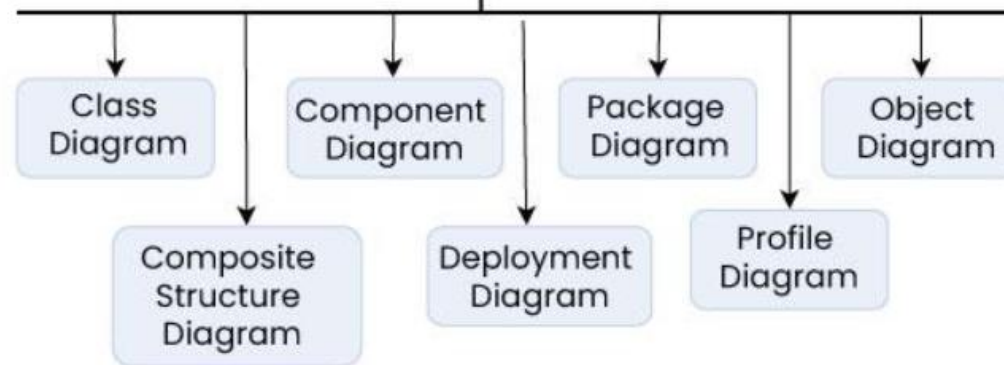 Class
Diagram
Component
Diagram
Package
Diagram
Object
Diagram
Composite
Structure
Diagram
Deployment
Diagram
Profile
Diagram